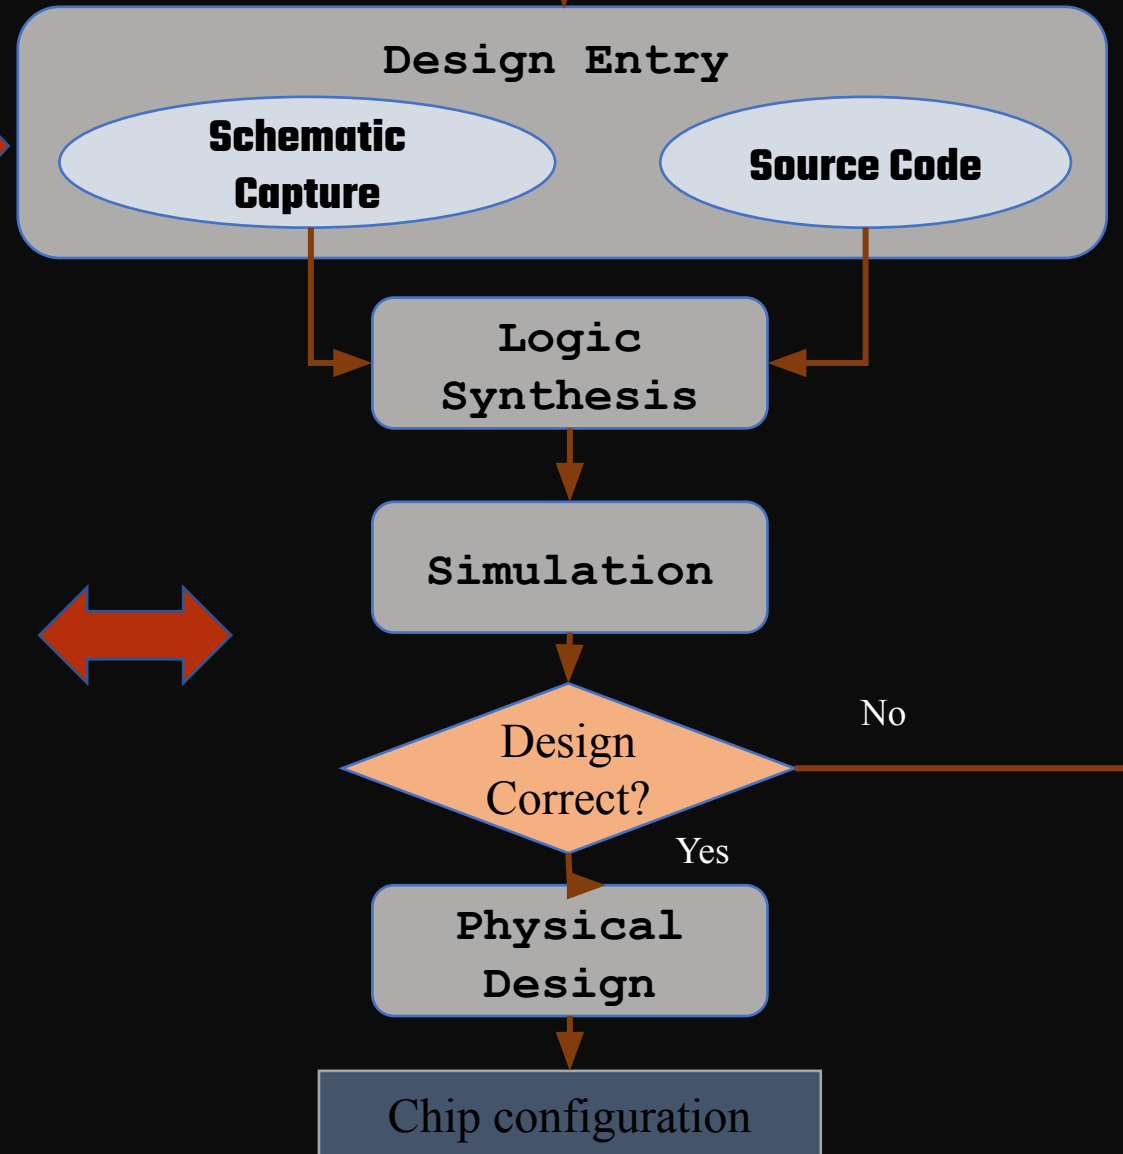 Design Entry
Schematic
Capture
Source Code
Logic
Synthesis
Simulation
Design
Correct?
No
Yes
Physical
Design
Chip configuration